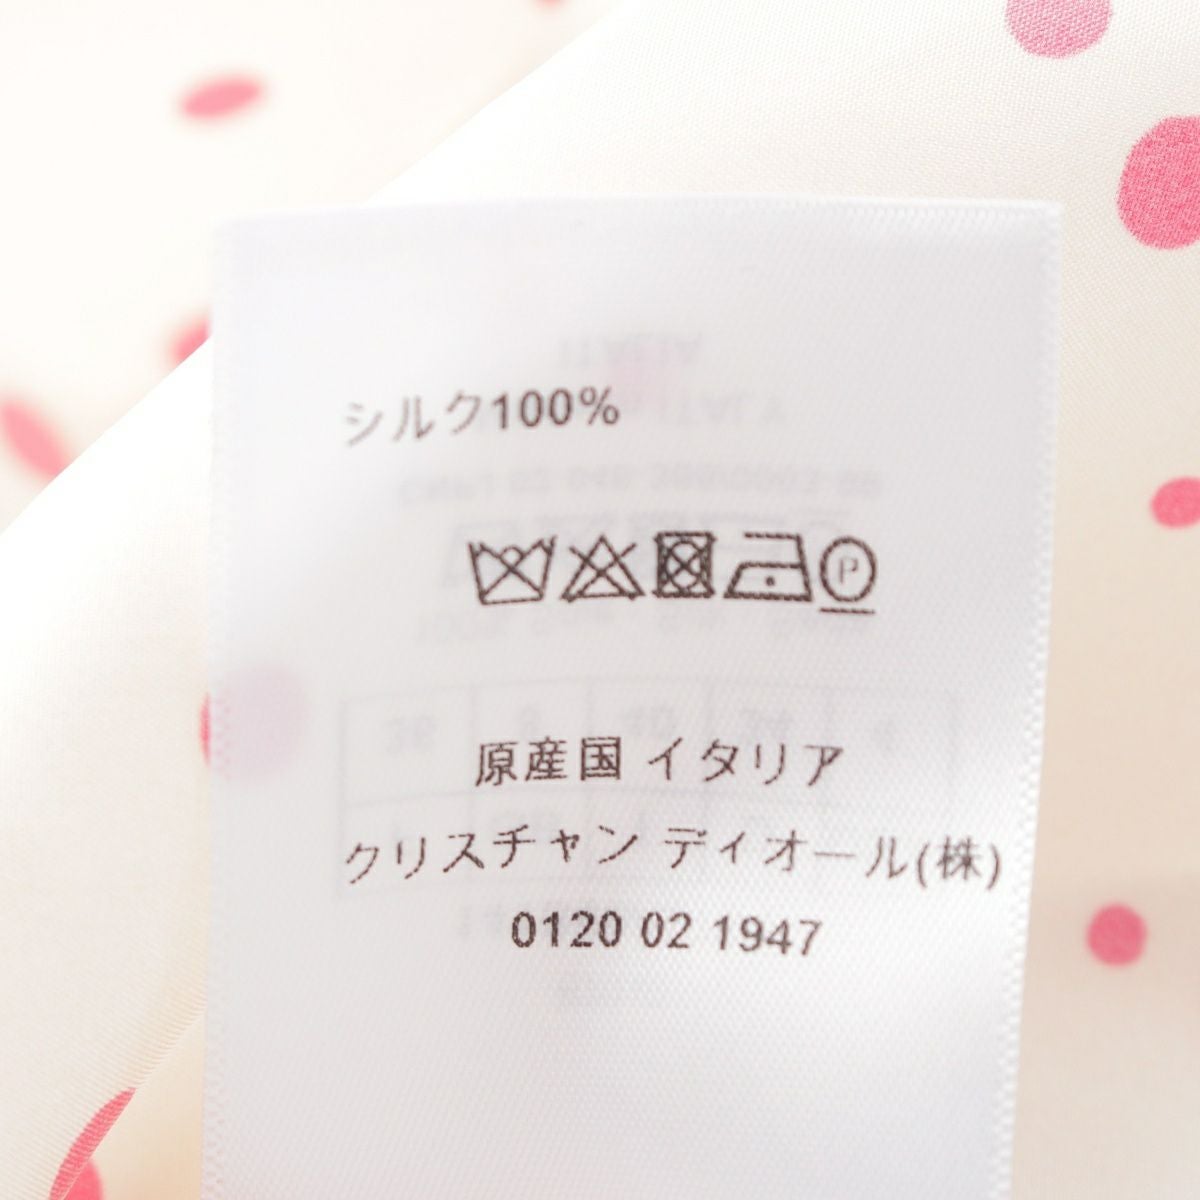 シルク100%
P
原産国 イタリア
クリスチャン ディオール(株)
0120 02 1947